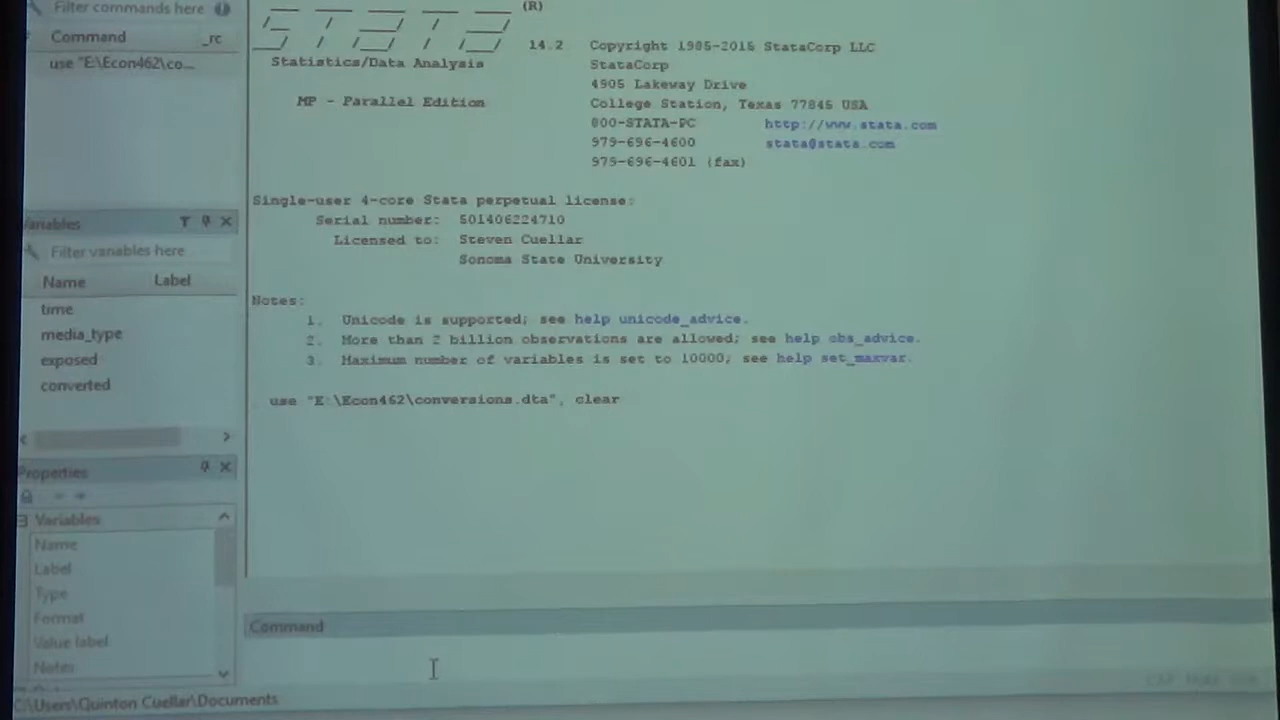 Filter commands here
Command _rc
use "E:\Econ462\co...
Variables
Filter variables here
Name Label
time
media_type
exposed
converted
Properties
Variables
Name
Label
Type
Format
Value label
Notes
C:\Users\Quinton Cuellar\Documents
STATA (R)
14.2 Copyright 1985-2015 StataCorp LLC
Statistics/Data Analysis StataCorp
4905 Lakeway Drive
MP - Parallel Edition College Station, Texas 77845 USA
800-STATA-PC http://www.stata.com
979-696-4600 stata@stata.com
979-696-4601 (fax)
Single-user 4-core Stata perpetual license:
Serial number: 501406224710
Licensed to: Steven Cuellar
Sonoma State University
Notes:
1. Unicode is supported; see help unicode_advice.
2. More than 2 billion observations are allowed; see help obs_advice.
3. Maximum number of variables is set to 10000; see help set_maxvar.
use "E:\Econ462\conversions.dta", clear
Command